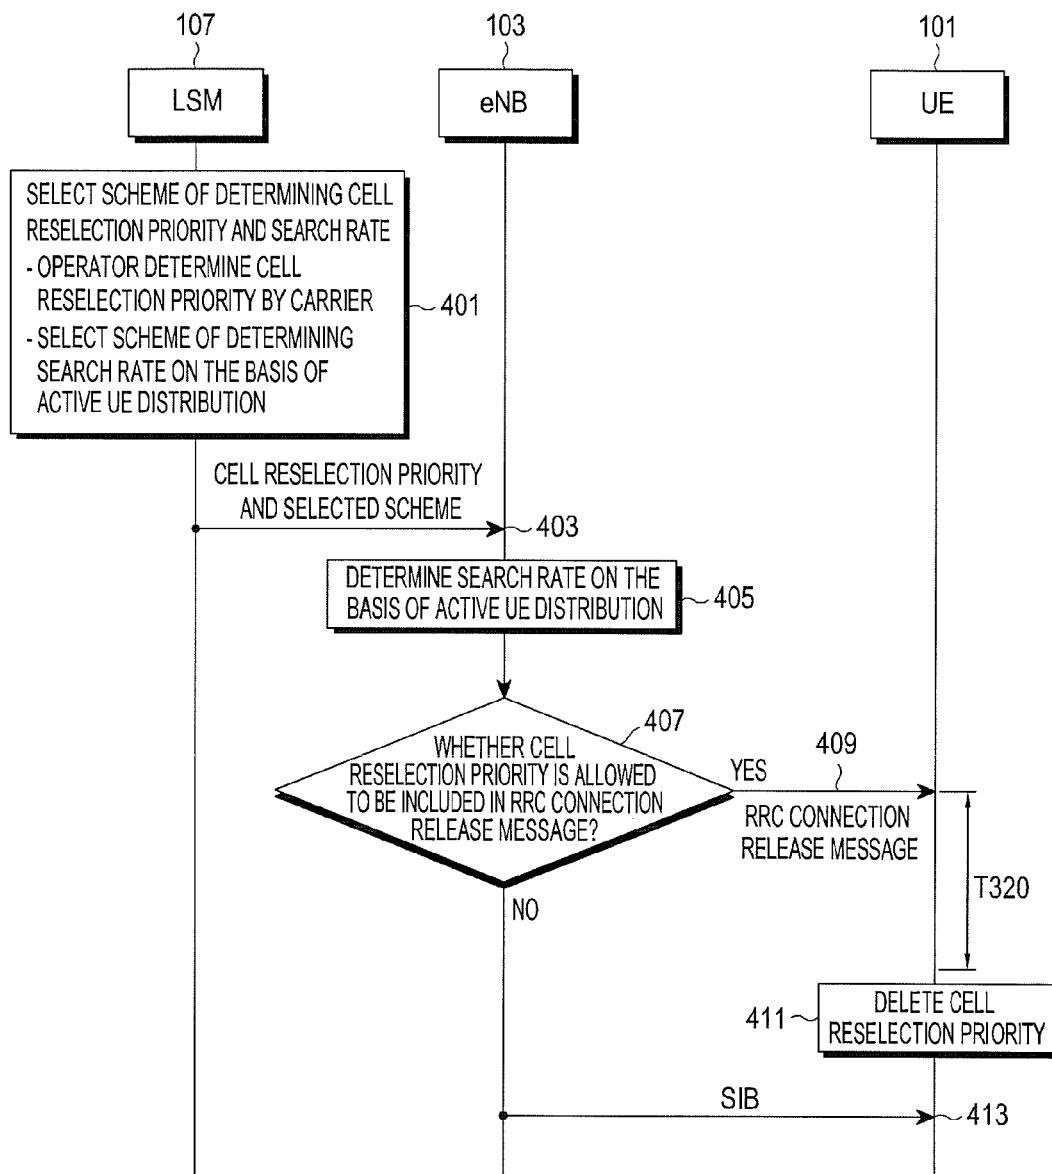 107
103
101
LSM
eNB
UE
SELECT SCHEME OF DETERMINING CELL
RESELECTION PRIORITY AND SEARCH RATE
- OPERATOR DETERMINE CELL
RESELECTION PRIORITY BY CARRIER
- SELECT SCHEME OF DETERMINING
SEARCH RATE ON THE BASIS OF
ACTIVE UE DISTRIBUTION
401
CELL RESELECTION PRIORITY
AND SELECTED SCHEME
403
DETERMINE SEARCH RATE ON THE
BASIS OF ACTIVE UE DISTRIBUTION
405
407
WHETHER CELL
RESELECTION PRIORITY IS ALLOWED
TO BE INCLUDED IN RRC CONNECTION
RELEASE MESSAGE?
YES
409
RRC CONNECTION
RELEASE MESSAGE
T320
NO
411
DELETE CELL
RESELECTION PRIORITY
SIB
413